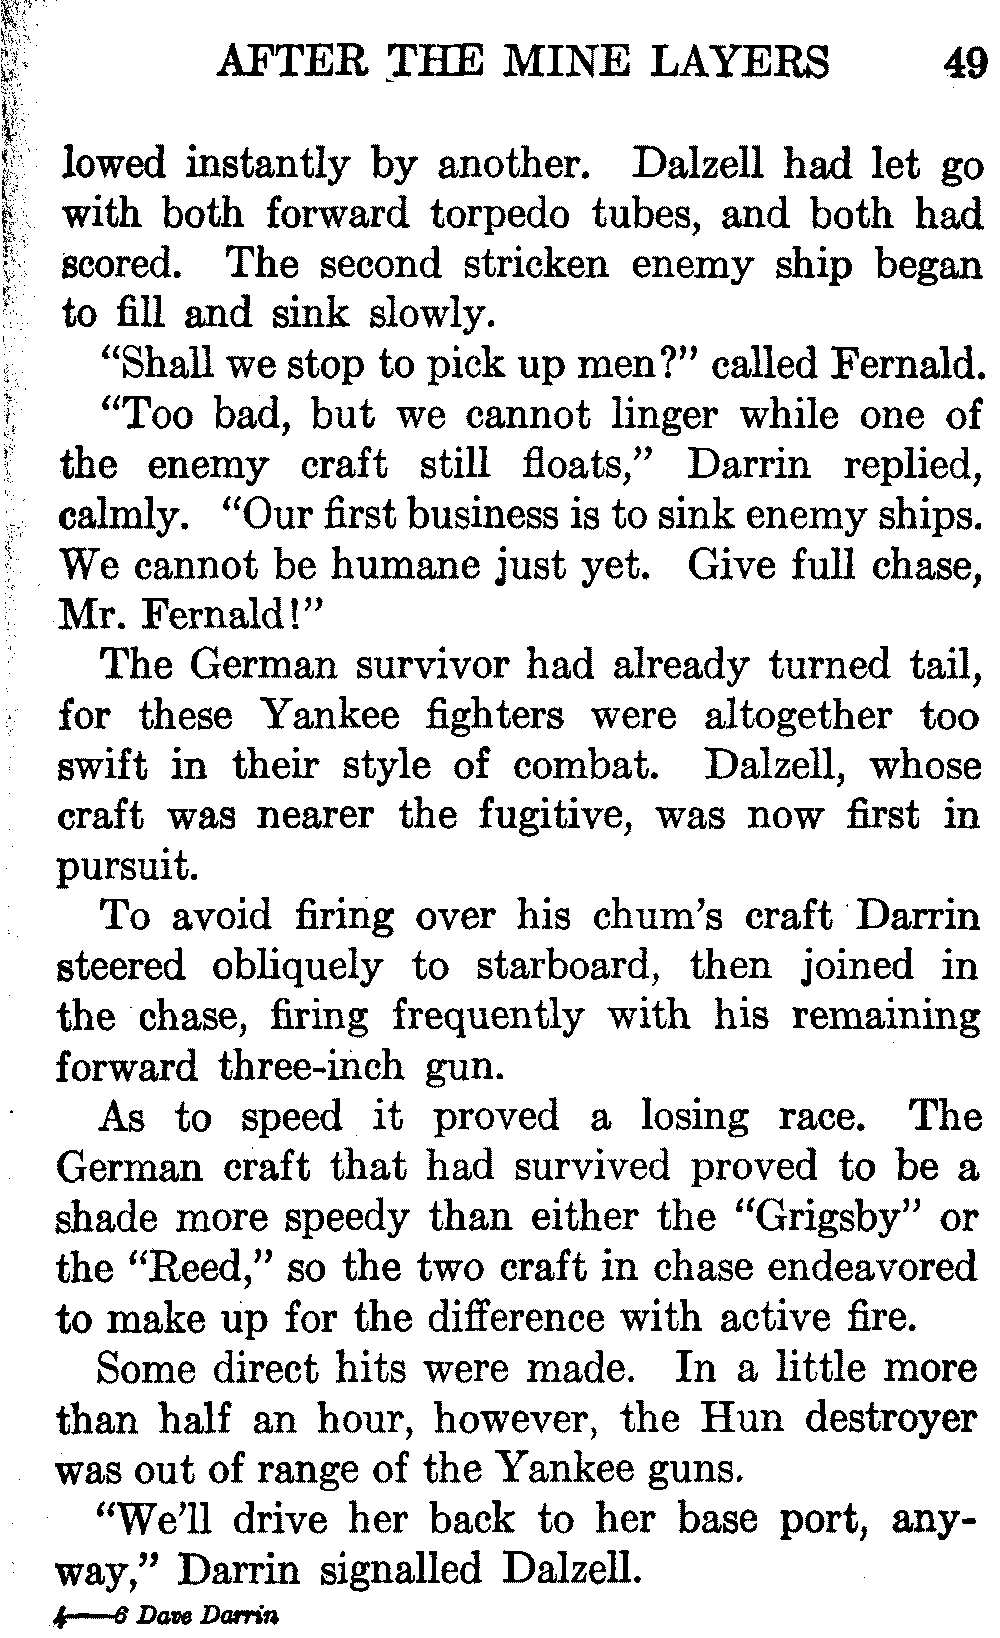 AFTER THE MINE LAYERS 49
lowed instantly by another. Dalzell had let go
with both forward torpedo tubes, and both had
scored. The second stricken enemy ship began
to fill and sink slowly.
“Shall we stop to pick up men?” called Fernald.
“Too bad, but we cannot linger while one of
the enemy craft still floats,” Darrin replied,
calmly. “Our first business is to sink enemy ships.
We cannot be humane just yet. Give full chase,
Mr. Fernald!”
The German survivor had already turned tail,
for these Yankee fighters were altogether too
swift in their style of combat. Dalzell, whose
craft was nearer the fugitive, was now first in
pursuit.
To avoid firing over his chum’s craft Darrin
steered obliquely to starboard, then joined in
the chase, firing frequently with his remaining
forward three-inch gun.
As to speed it proved a losing race. The
German craft that had survived proved to be a
shade more speedy than either the “Grigsby” or
the “Reed,” so the two craft in chase endeavored
to make up for the difference with active fire.
Some direct hits were made. In a little more
than half an hour, however, the Hun destroyer
was out of range of the Yankee guns.
“We’ll drive her back to her base port, any-
way,” Darrin signalled Dalzell.
4—6 Dave Darrin